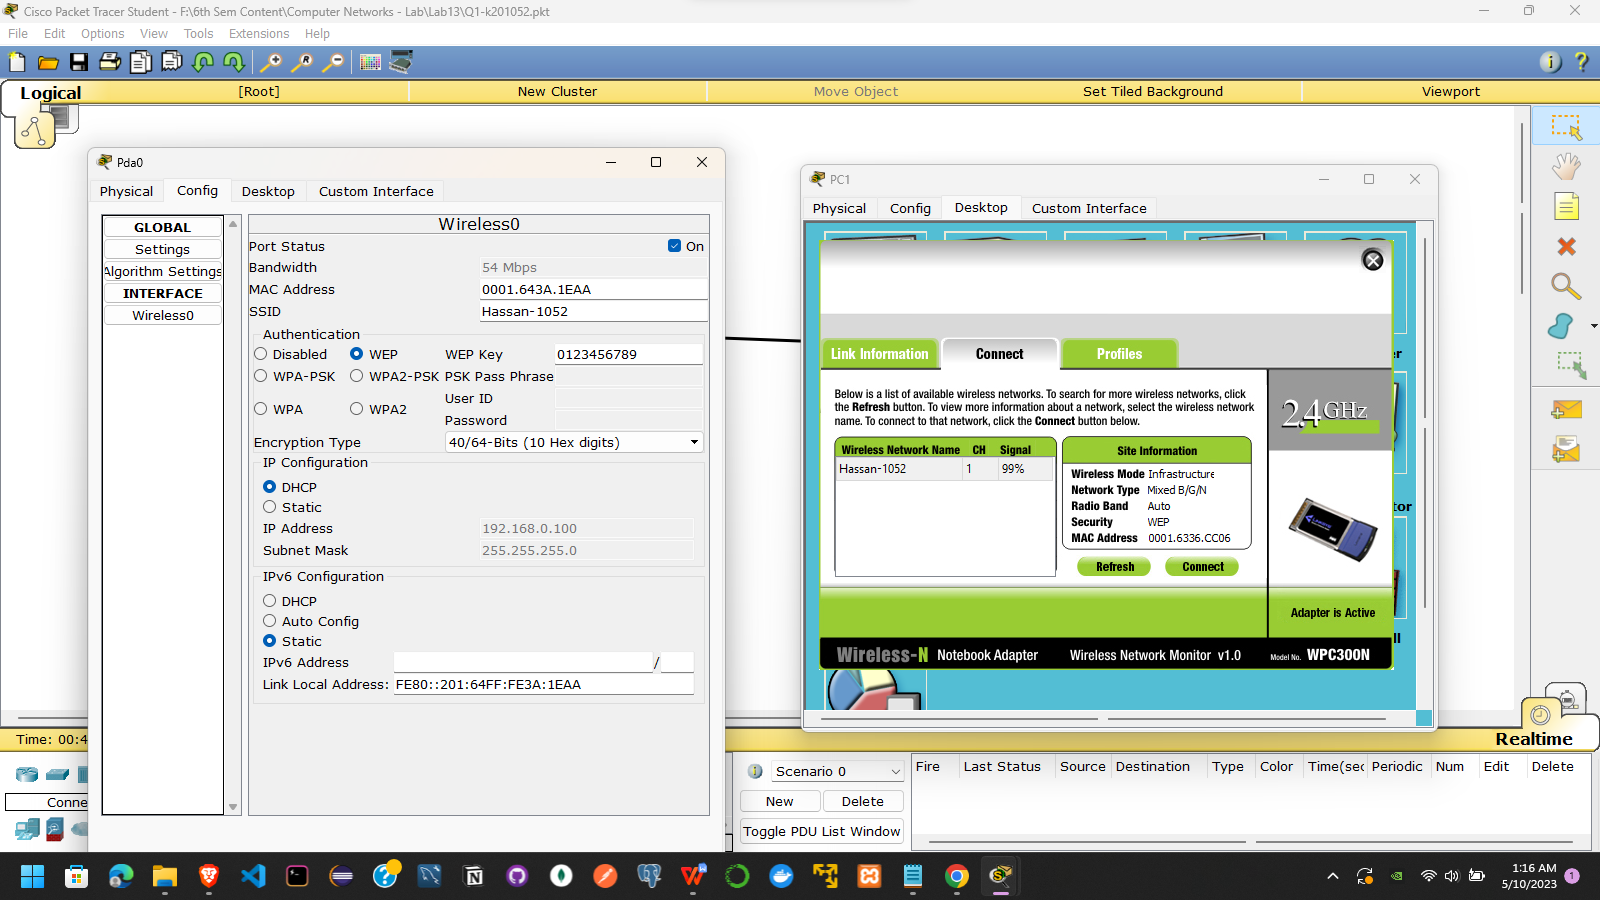 Cisco Packet Tracer Student - F:\6th Sem Content\Computer Networks - Lab\Lab13\Q1-k201052.pkt
File Edit Options View Tools Extensions Help
Logical [Root] New Cluster Move Object Set Tiled Background Viewport
Pda0
Physical Config Desktop Custom Interface
GLOBAL
Settings
Algorithm Settings
INTERFACE
Wireless0
Wireless0
Port Status On
Bandwidth 54 Mbps
MAC Address 0001.643A.1EAA
SSID Hassan-1052
Authentication
Disabled WEP WEP Key 0123456789
WPA-PSK WPA2-PSK PSK Pass Phrase
User ID
WPA WPA2
Password
Encryption Type 40/64-Bits (10 Hex digits)
IP Configuration
DHCP
Static
IP Address 192.168.0.100
Subnet Mask 255.255.255.0
IPv6 Configuration
DHCP
Auto Config
Static
IPv6 Address /
Link Local Address: FE80::201:64FF:FE3A:1EAA
PC1
Physical Config Desktop Custom Interface
Link Information Connect Profiles
Below is a list of available wireless networks. To search for more wireless networks, click
the Refresh button. To view more information about a network, select the wireless network
name. To connect to that network, click the Connect button below.
2.4GHz
Wireless Network Name CH Signal
Hassan-1052 1 99%
Site Information
Wireless Mode Infrastructure
Network Type Mixed B/G/N
Radio Band Auto
Security WEP
MAC Address 0001.6336.CC06
Refresh Connect
Adapter is Active
Wireless-N Notebook Adapter Wireless Network Monitor v1.0 Model No. WPC300N
r
tor
ll
Time: 00:4
Realtime
Conne
Scenario 0
New Delete
Toggle PDU List Window
Fire Last Status Source Destination Type Color Time(sec Periodic Num Edit Delete
1:16 AM
5/10/2023
1